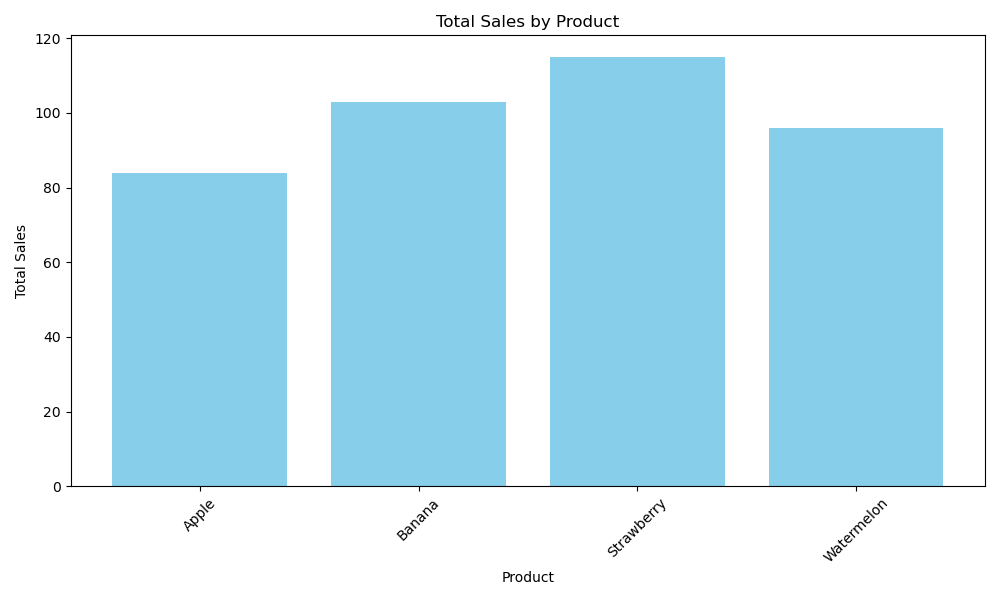 Total Sales by Product
Total Sales
120
100
80
60
40
20
0
Apple
Banana
Strawberry
Watermelon
Product